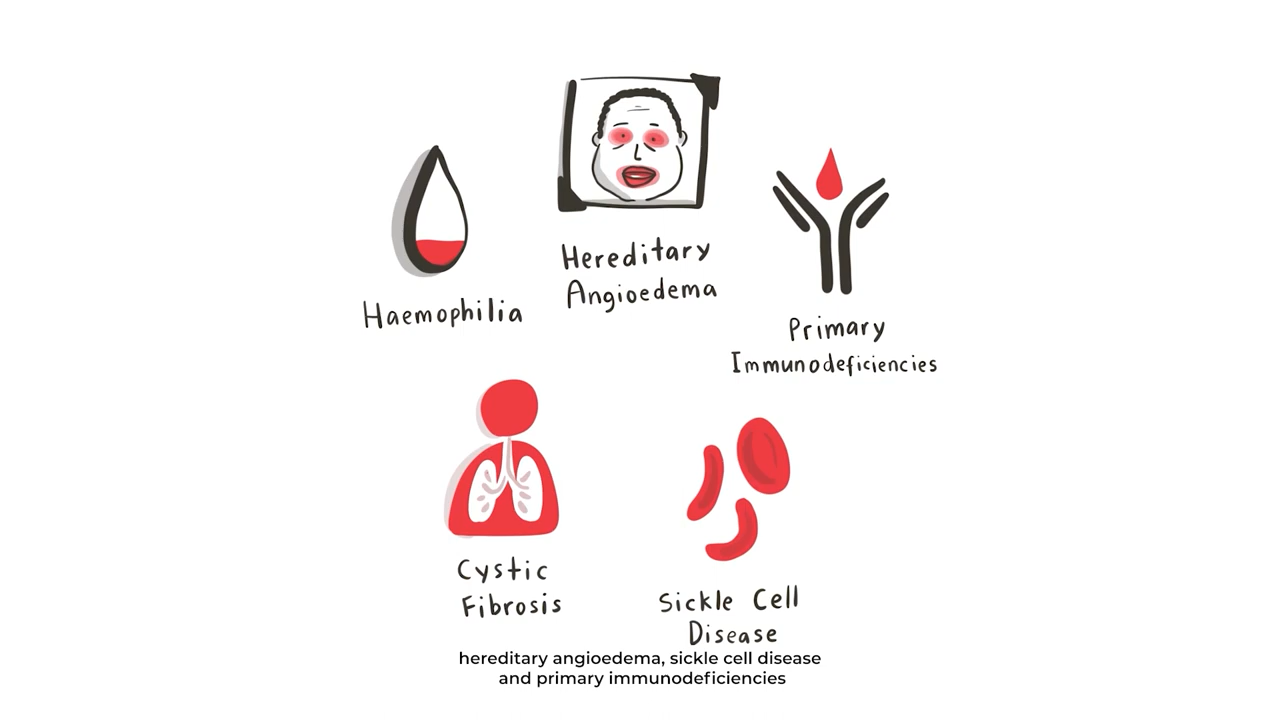 Hereditary
Angioedema
Haemophilia
Primary
Immunodeficiencies
Cystic
Fibrosis
Sickle Cell
Disease
hereditary angioedema, sickle cell disease
and primary immunodeficiencies